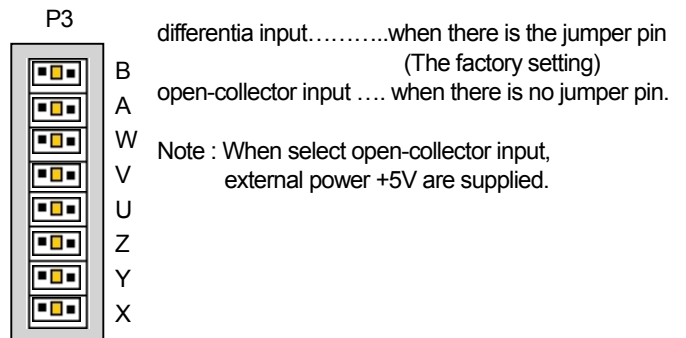 P3
differentia input………..when there is the jumper pin
(The factory setting)
open-collector input …. when there is no jumper pin.
Note : When select open-collector input,
external power +5V are supplied.
B
A
W
V
U
Z
Y
X